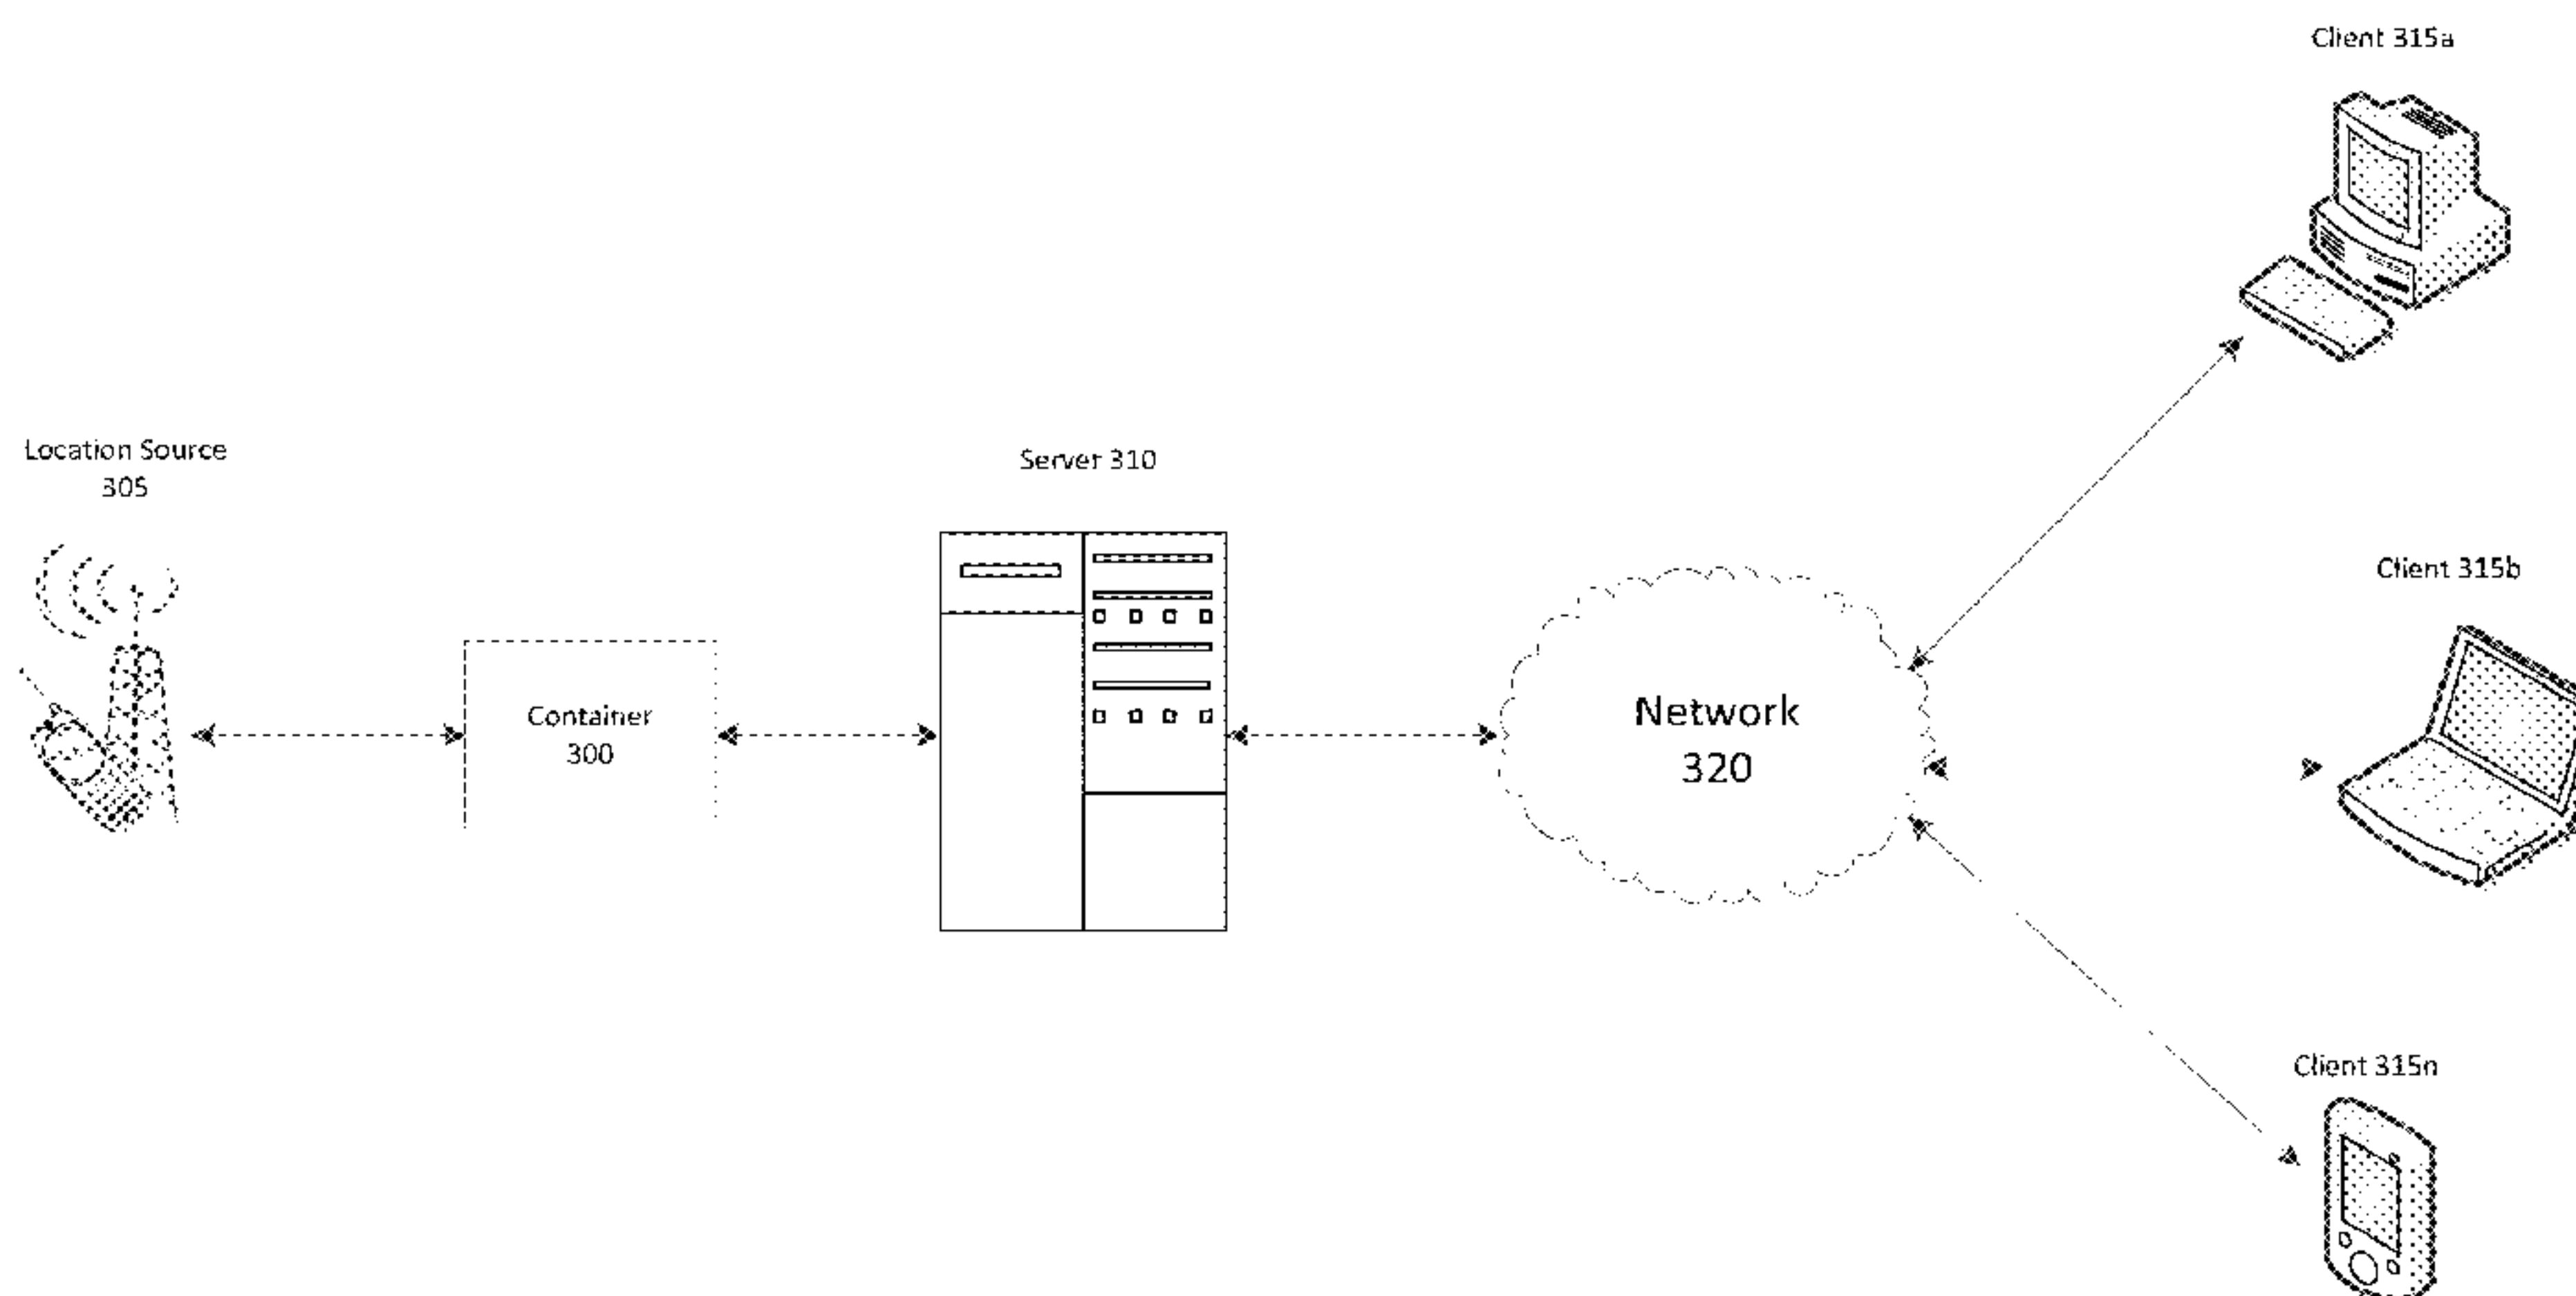 Client 315a
Location Source
305
Server 310
Client 315b
Container
300
Network
320
Client 315n